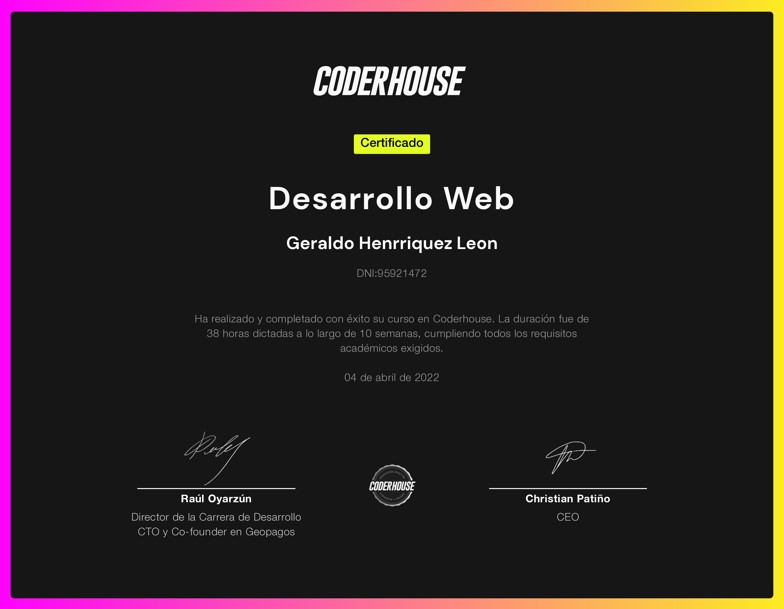 CODERHOUSE
Certificado
Desarrollo Web
Geraldo Henrriquez Leon
DNI:95921472
Ha realizado y completado con éxito su curso en Coderhouse. La duración fue de
38 horas dictadas a lo largo de 10 semanas, cumpliendo todos los requisitos
académicos exigidos.
04 de abril de 2022
CODERHOUSE
Raúl Oyarzún
Director de la Carrera de Desarrollo
CTO y Co-founder en Geopagos
Christian Patiño
CEO